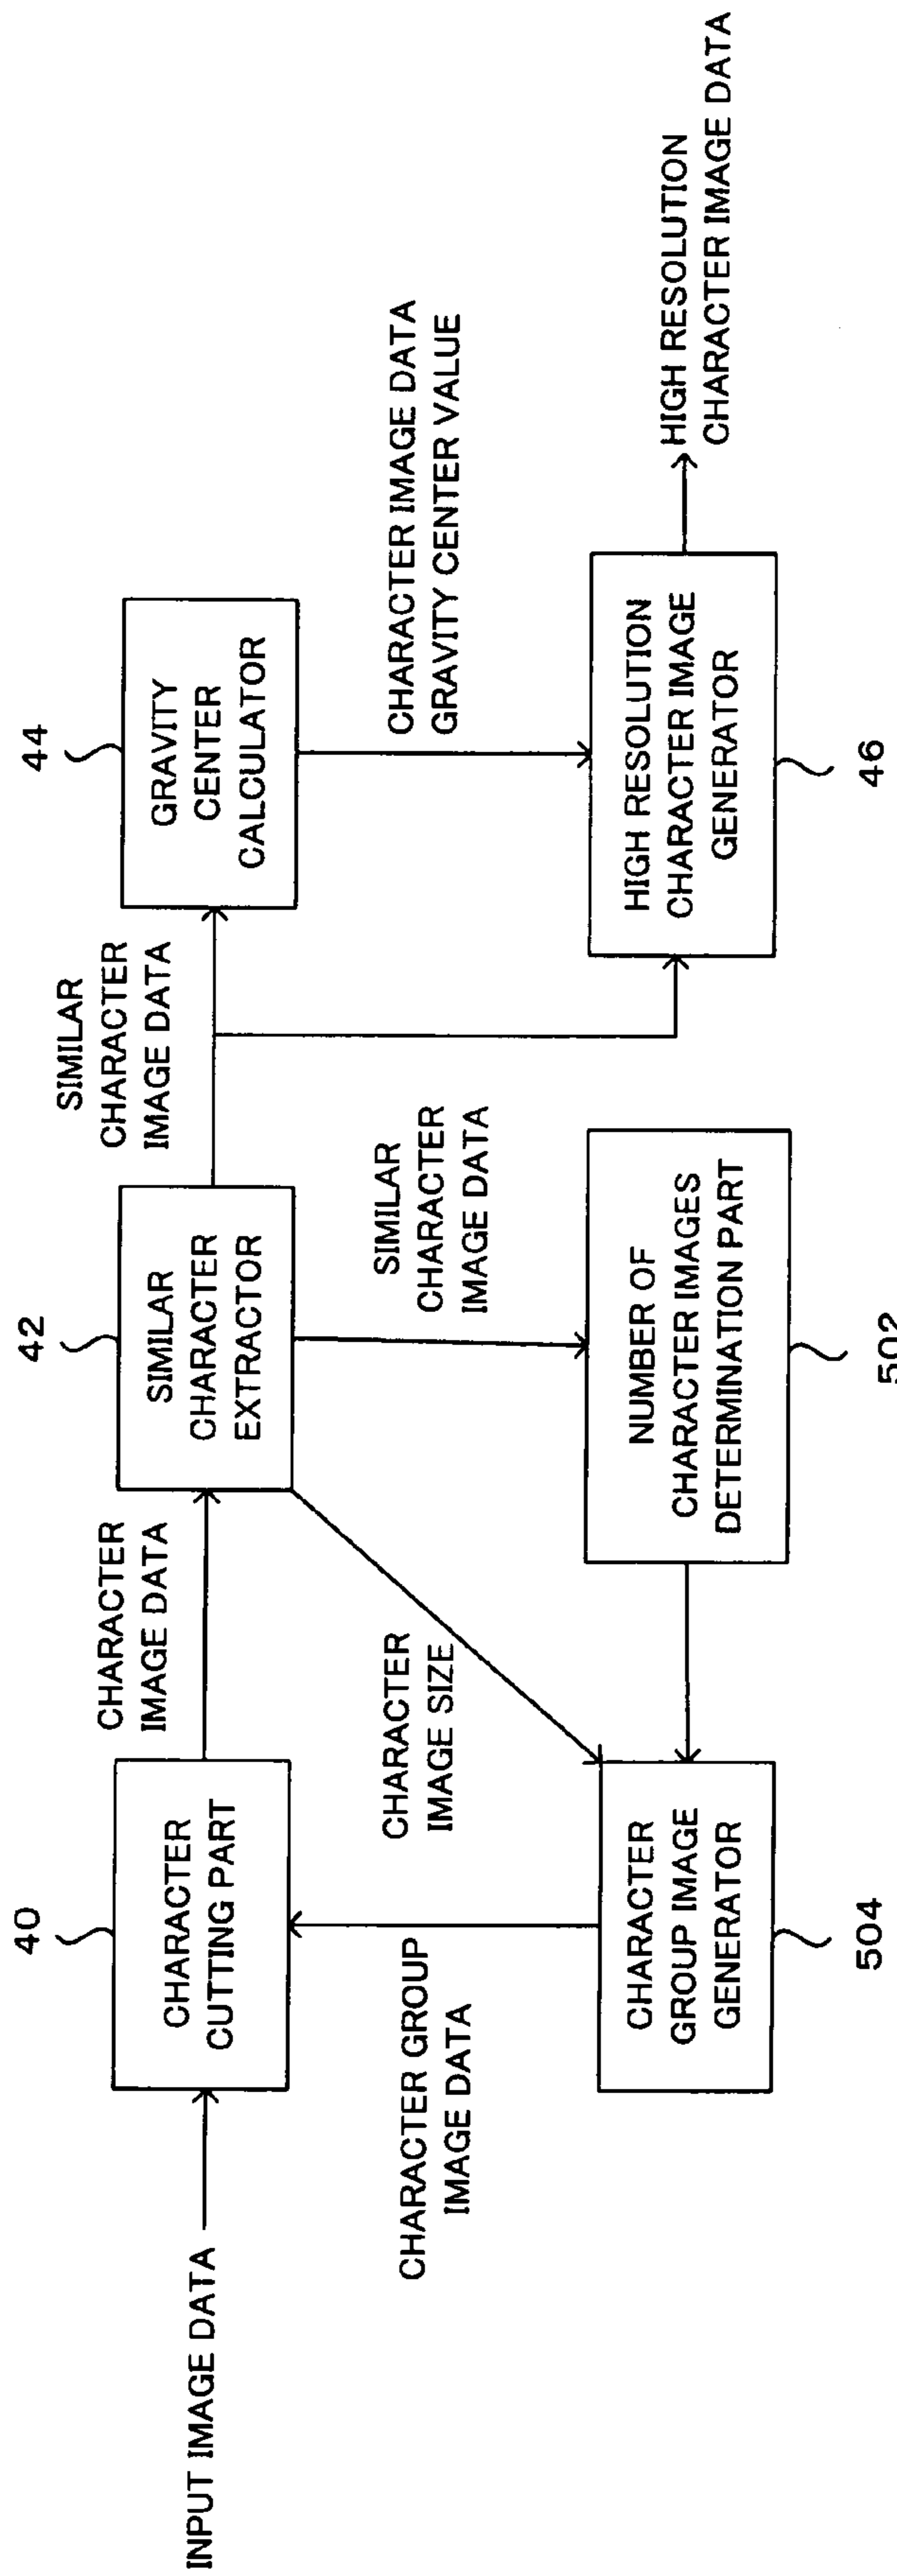 INPUT IMAGE DATA
40
CHARACTER
CUTTING PART
CHARACTER
IMAGE DATA
42
SIMILAR
CHARACTER
EXTRACTOR
SIMILAR
CHARACTER
IMAGE DATA
44
GRAVITY
CENTER
CALCULATOR
CHARACTER GROUP
IMAGE DATA
CHARACTER
IMAGE SIZE
SIMILAR
CHARACTER
IMAGE DATA
CHARACTER IMAGE DATA
GRAVITY CENTER VALUE
CHARACTER
GROUP IMAGE
GENERATOR
504
NUMBER OF
CHARACTER IMAGES
DETERMINATION PART
502
HIGH RESOLUTION
CHARACTER IMAGE
GENERATOR
46
HIGH RESOLUTION
CHARACTER IMAGE DATA